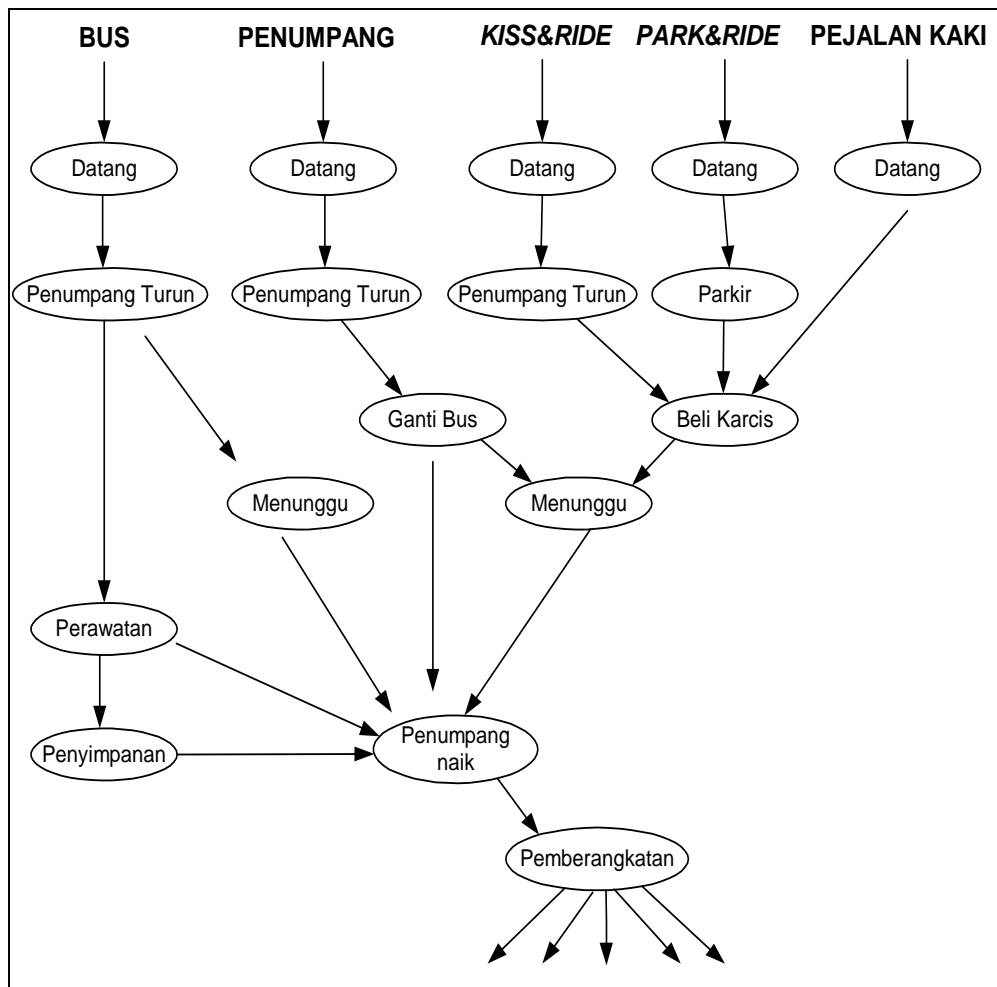 BUS PENUMPANG KISS&RIDE PARK&RIDE PEJALAN KAKI
Datang Datang Datang Datang Datang
Penumpang Turun Penumpang Turun Penumpang Turun Parkir
Ganti Bus Beli Karcis
Menunggu Menunggu
Perawatan
Penyimpanan
Penumpang
naik
Pemberangkatan